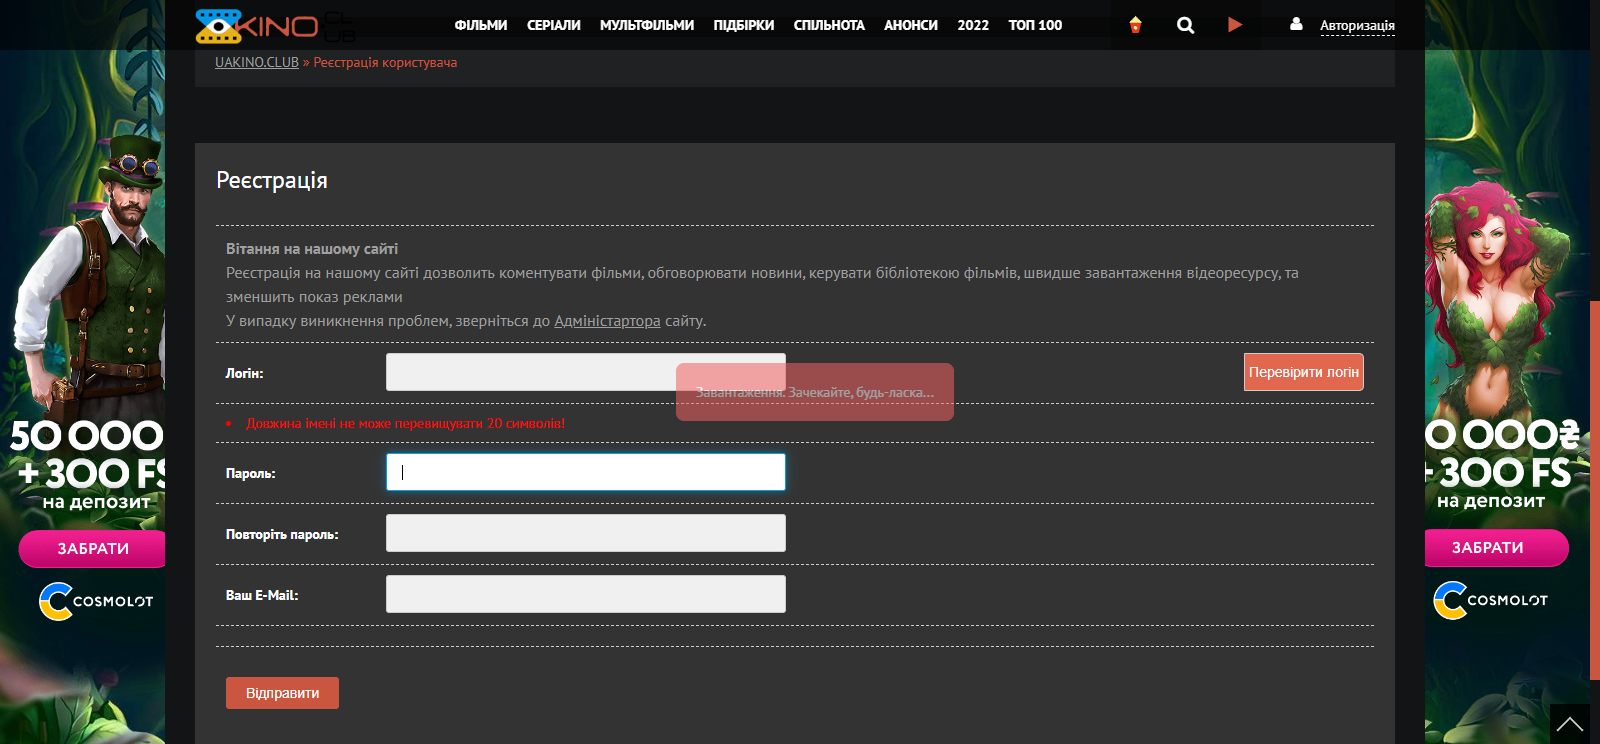 KINO CL UB
ФІЛЬМИ СЕРІАЛИ МУЛЬТФІЛЬМИ ПІДБІРКИ СПІЛЬНОТА АНОНСИ 2022 ТОП 100 Авторизація
UAKINO.CLUB » Реєстрація користувача
Реєстрація
Вітання на нашому сайті
Реєстрація на нашому сайті дозволить коментувати фільми, обговорювати новини, керувати бібліотекою фільмів, швидше завантаження відеоресурсу, та
зменшить показ реклами
У випадку виникнення проблем, зверніться до Адміністартора сайту.
Логін:
Перевірити логін
Завантаження. Зачекайте, будь-ласка...
• Довжина імені не може перевищувати 20 символів!
Пароль:
Повторіть пароль:
Ваш E-Mail:
Відправити
50 000
+ 300 FS
на депозит
ЗАБРАТИ
COSMOLOT
0 000₴
+ 300 FS
на депозит
ЗАБРАТИ
COSMOLOT